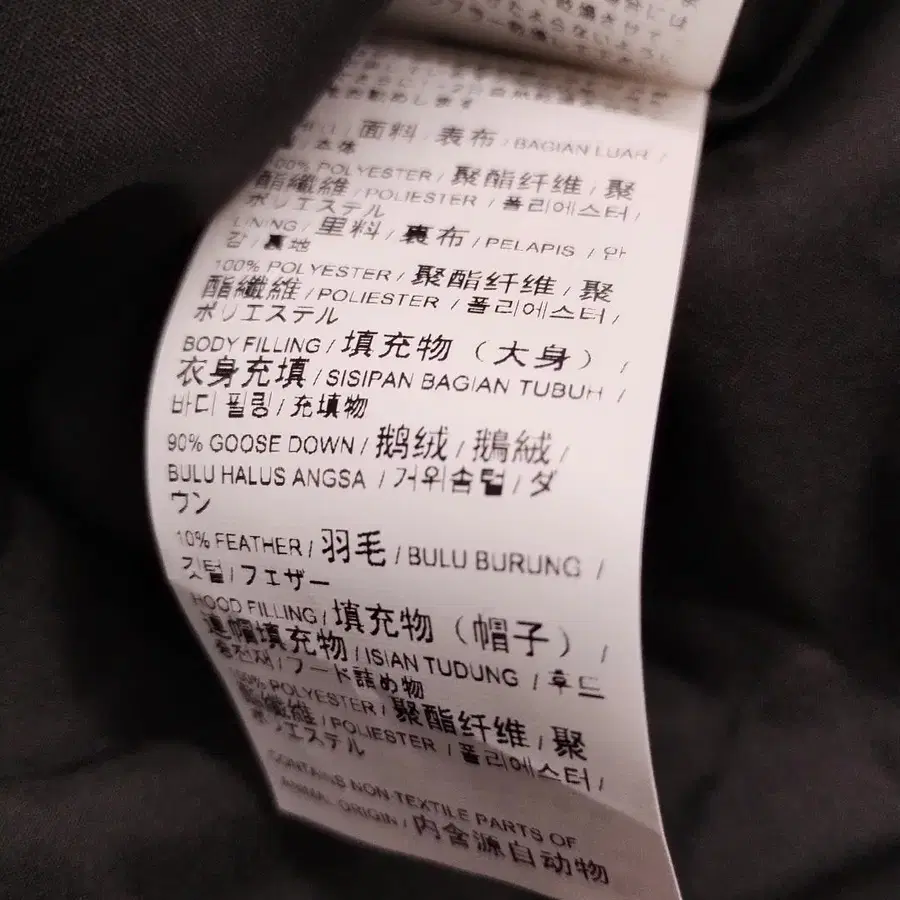 面料 / 表布 / BAGIAN LUAR /
本体
100% POLYESTER / 聚酯纤维 / 聚
酯纖維 / POLIESTER / 폴리에스터 /
ポリエステル
LINING / 里料 / 裏布 / PELAPIS / 안
감 / 裏地
100% POLYESTER / 聚酯纤维 / 聚
酯纖維 / POLIESTER / 폴리에스터 /
ポリエステル
BODY FILLING / 填充物 (大身) /
衣身充填 / SISIPAN BAGIAN TUBUH /
바디 필링 / 充填物
90% GOOSE DOWN / 鹅绒 / 鵝絨 /
BULU HALUS ANGSA / 거위솜털 / ダ
ウン
10% FEATHER / 羽毛 / BULU BURUNG /
깃털 / フェザー
HOOD FILLING / 填充物 (帽子) /
連帽填充物 / ISIAN TUDUNG / 후드
충전재 / フード詰め物
100% POLYESTER / 聚酯纤维 / 聚
酯纖維 / POLIESTER / 폴리에스터 /
ポリエステル
CONTAINS NON-TEXTILE PARTS OF
ANIMAL ORIGIN / 内含源自动物